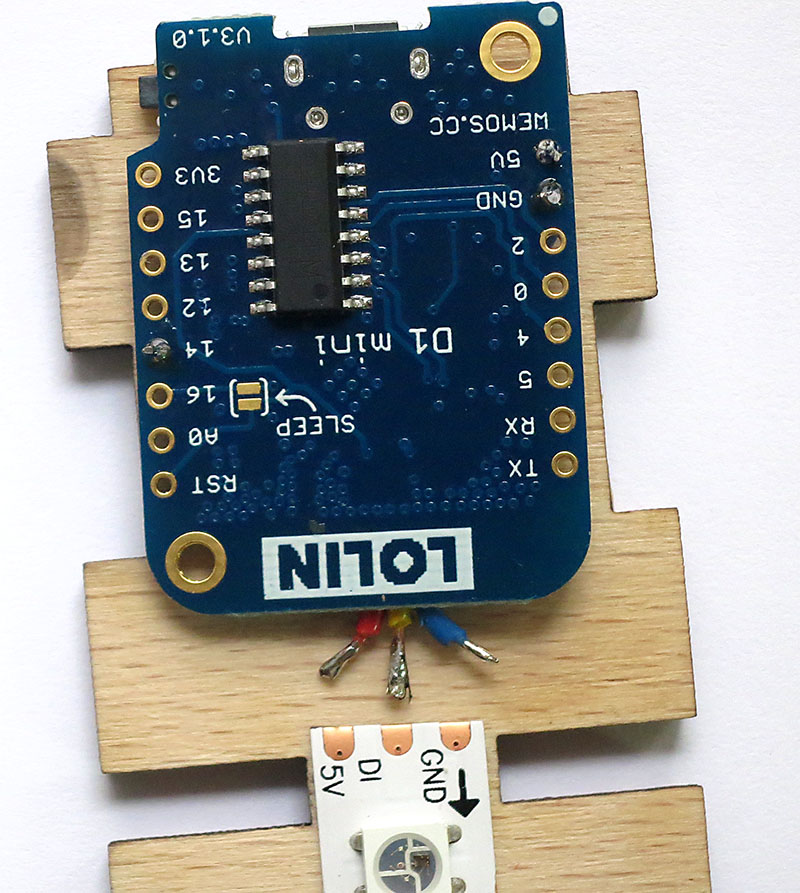 V3.1.0
WEMOS.CC
3V3
15
13
12
14
16
A0
RST
5V
GND
2
0
4
5
RX
TX
D1 mini
SLEEP
LOLIN
5V
DI
GND